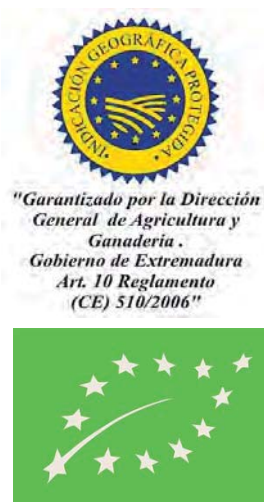 INDICACIÓN GEOGRÁFICA PROTEGIDA
"Garantizado por la Dirección
General de Agricultura y
Ganaderia .
Gobierno de Extremadura
Art. 10 Reglamento
(CE) 510/2006"